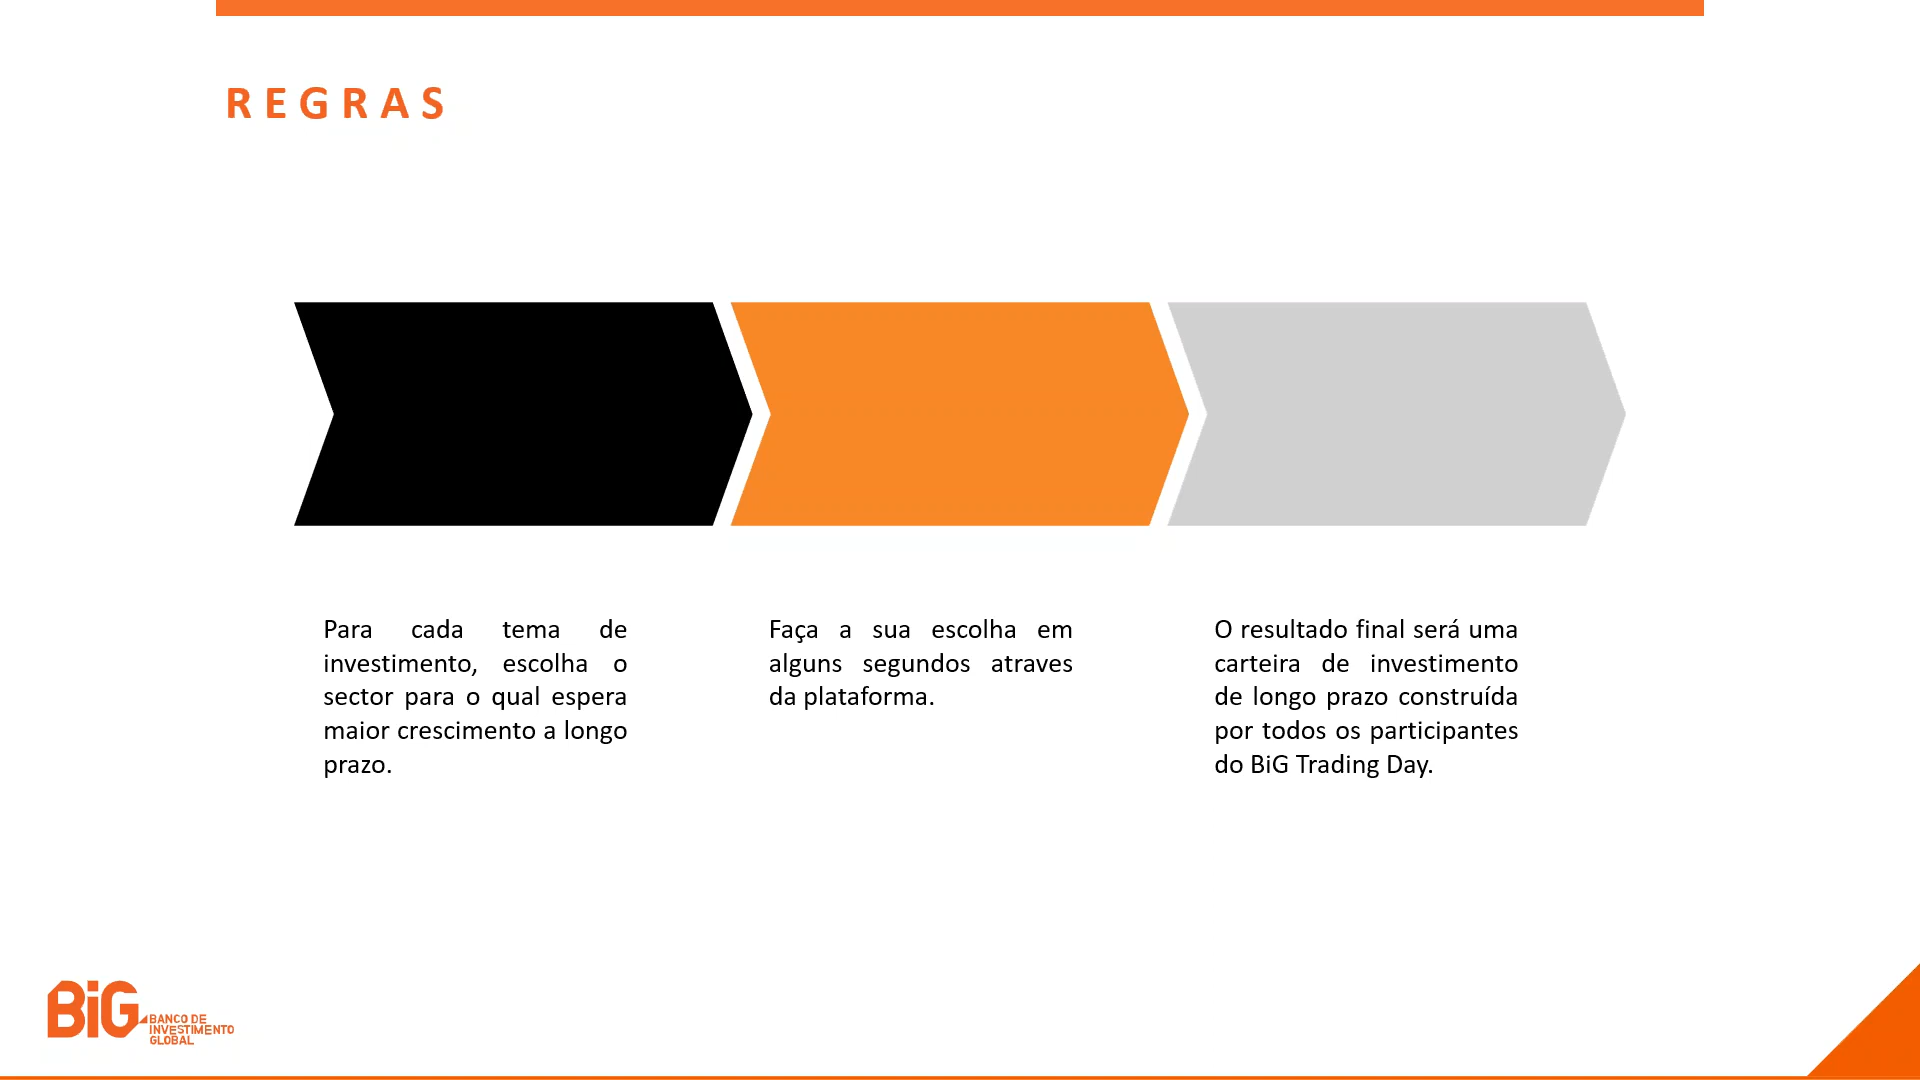 REGRAS
Para cada tema de
investimento, escolha o
sector para o qual espera
maior crescimento a longo
prazo.
Faça a sua escolha em
alguns segundos atraves
da plataforma.
O resultado final será uma
carteira de investimento
de longo prazo construída
por todos os participantes
do BiG Trading Day.
BiG
BANCO DE
INVESTIMENTO
GLOBAL